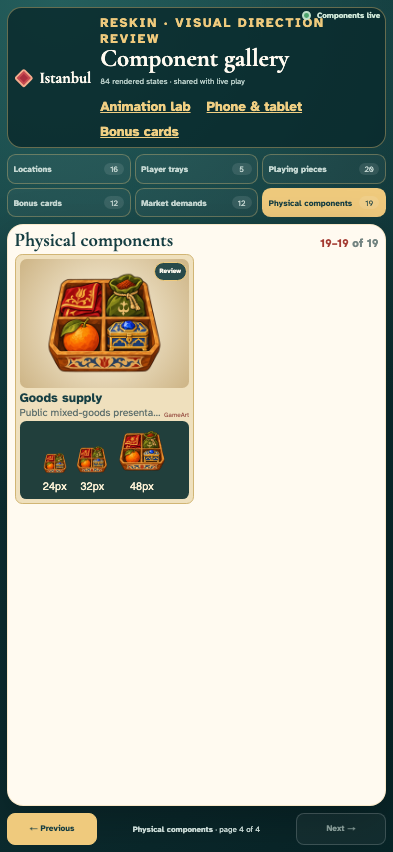 Components live
RESKIN · VISUAL DIRECTION
REVIEW
Istanbul
Component gallery
84 rendered states · shared with live play
Animation lab Phone & tablet
Bonus cards
Locations 16
Player trays 5
Playing pieces 20
Bonus cards 12
Market demands 12
Physical components 19
Physical components
19–19 of 19
Review
Goods supply
Public mixed-goods presenta... GameArt
24px 32px 48px
← Previous
Physical components · page 4 of 4
Next →